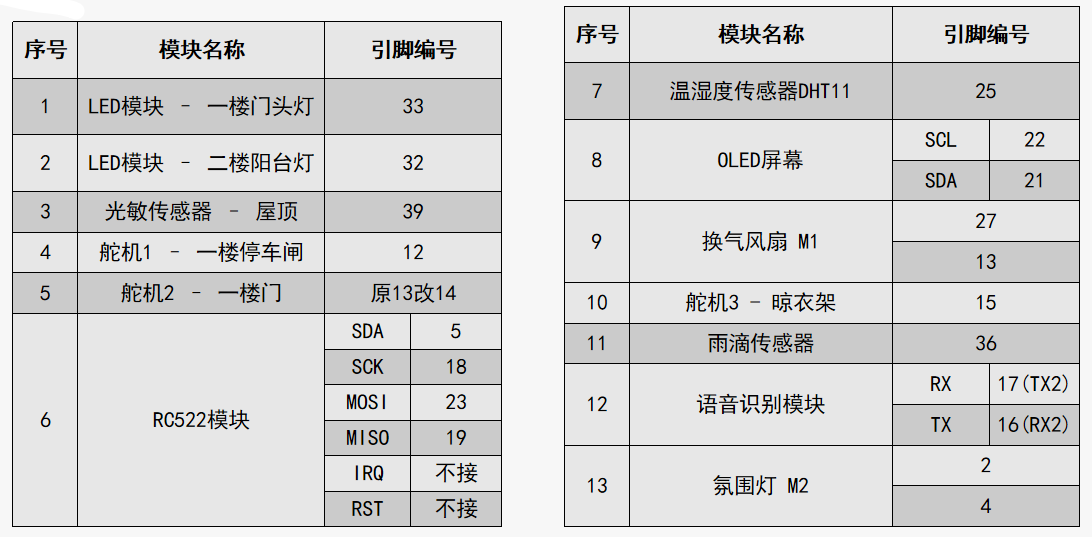 序号 模块名称 引脚编号
1 LED模块 - 一楼门头灯 33
2 LED模块 - 二楼阳台灯 32
3 光敏传感器 - 屋顶 39
4 舵机1 - 一楼停车闸 12
5 舵机2 - 一楼门 原13改14
6 RC522模块
SDA 5
SCK 18
MOSI 23
MISO 19
IRQ 不接
RST 不接
序号 模块名称 引脚编号
7 温湿度传感器DHT11 25
8 OLED屏幕
SCL 22
SDA 21
9 换气风扇 M1
27
13
10 舵机3 - 晾衣架 15
11 雨滴传感器 36
12 语音识别模块
RX 17(TX2)
TX 16(RX2)
13 氛围灯 M2
2
4